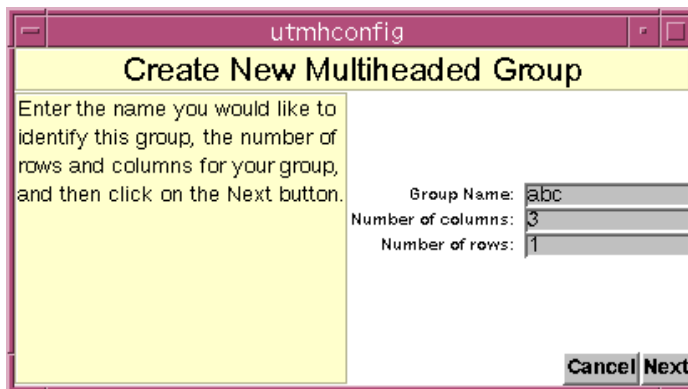 utmhconfig
Create New Multiheaded Group
Enter the name you would like to
identify this group, the number of
rows and columns for your group,
and then click on the Next button.
Group Name: abc
Number of columns: 3
Number of rows: 1
Cancel Next